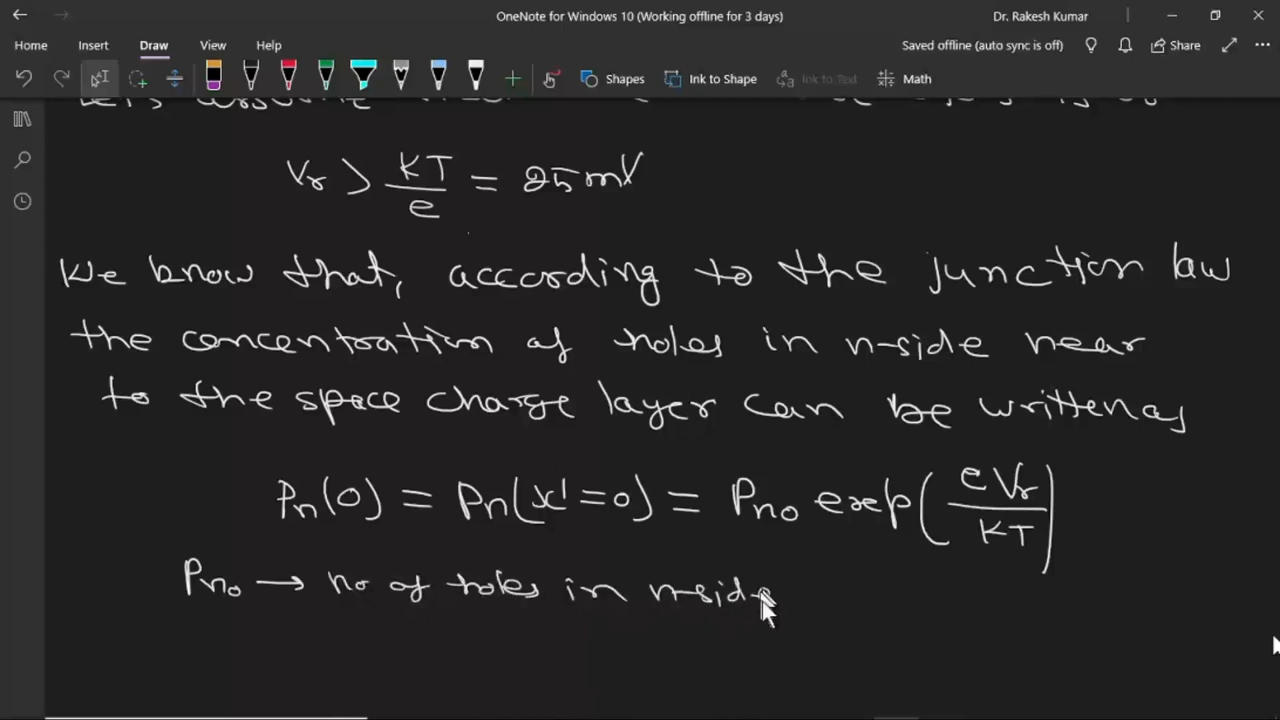 OneNote for Windows 10 (Working offline for 3 days)
Dr. Rakesh Kumar
Home Insert Draw View Help
Saved offline (auto sync is off)
Share
Shapes
Ink to Shape
Ink to Text
Math
Vr > KT/e = 25mV
We know that, according to the junction law
the concentration of holes in n-side near
to the space charge layer can be written as
Pn(0) = Pn(x'=0) = Pno exp(eVr/KT)
Pno → no of holes in n-side